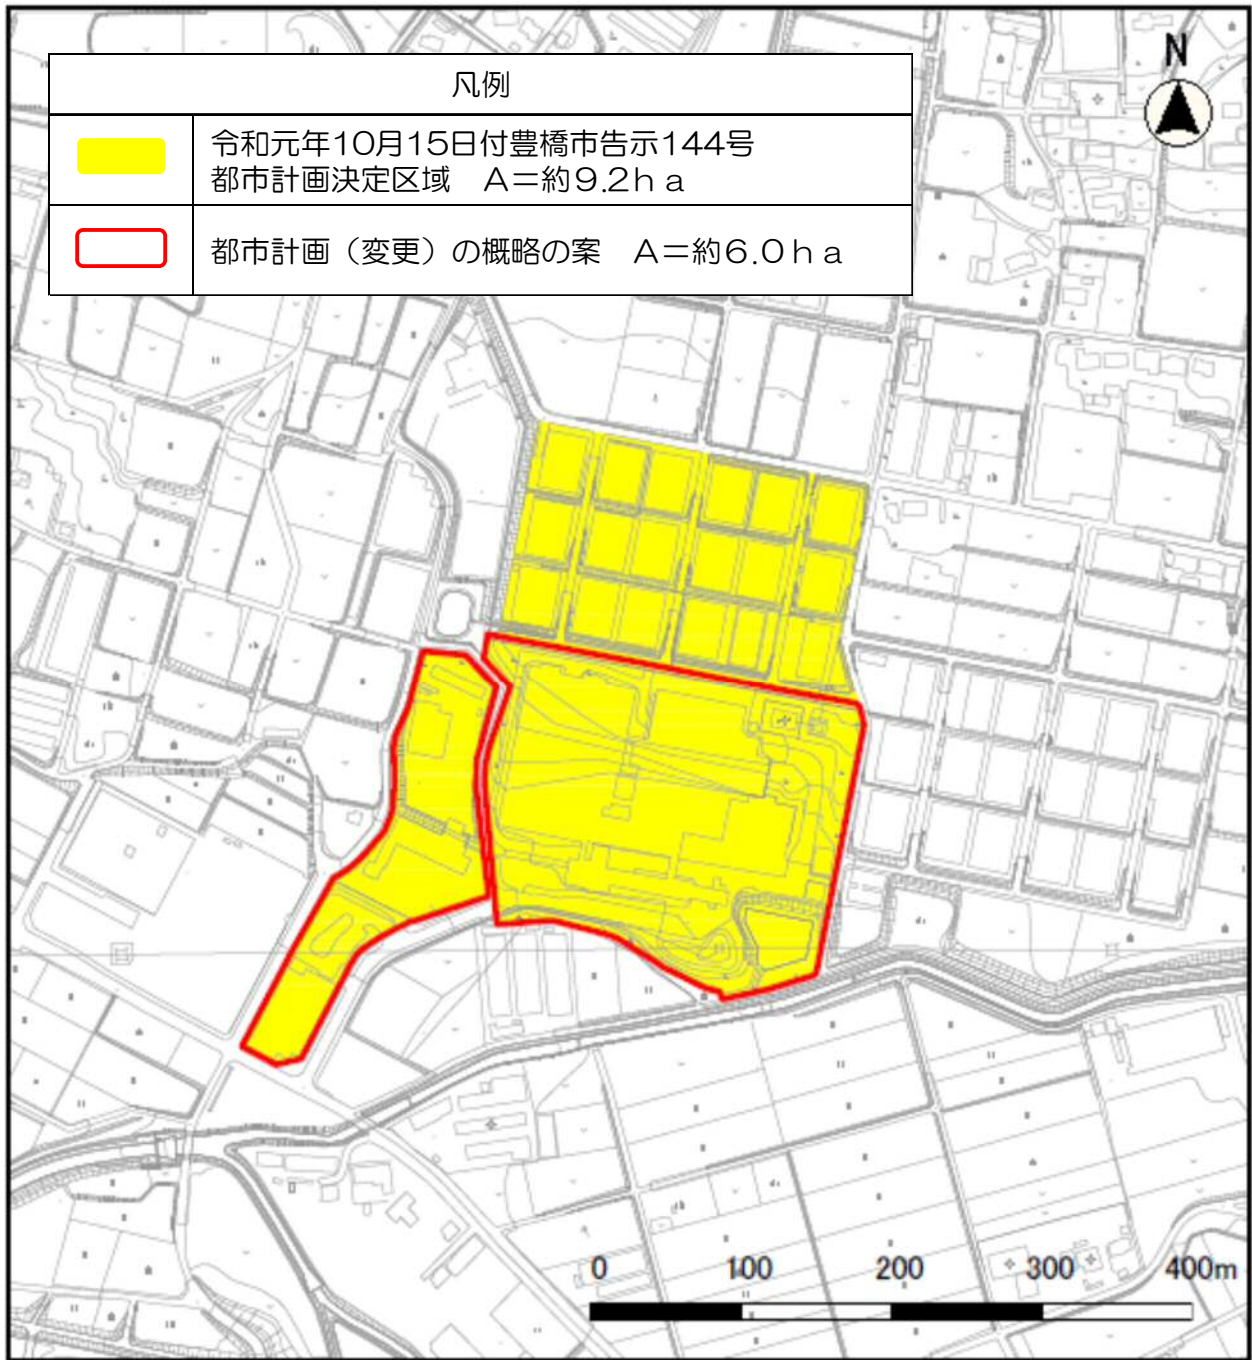 凡例
令和元年10月15日付豊橋市告示144号
都市計画決定区域　A＝約9.2ｈａ
都市計画（変更）の概略の案　A＝約6.0ｈａ
N
0 100 200 300 400m